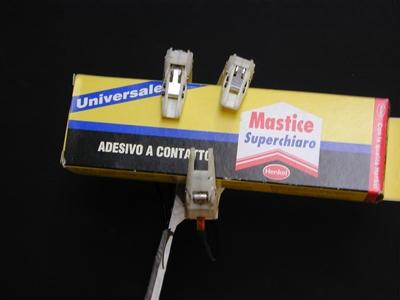 Universale
Mastice
Superchiaro
ADESIVO A CONTATTO
Henkel